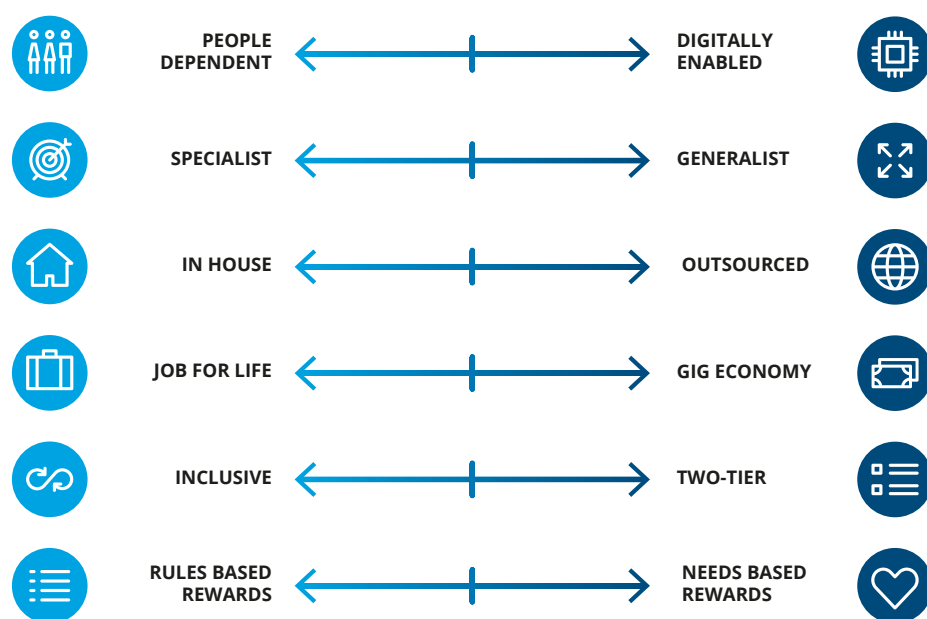 PEOPLE
DEPENDENT
DIGITALLY
ENABLED
SPECIALIST
GENERALIST
IN HOUSE
OUTSOURCED
JOB FOR LIFE
GIG ECONOMY
INCLUSIVE
TWO-TIER
RULES BASED
REWARDS
NEEDS BASED
REWARDS